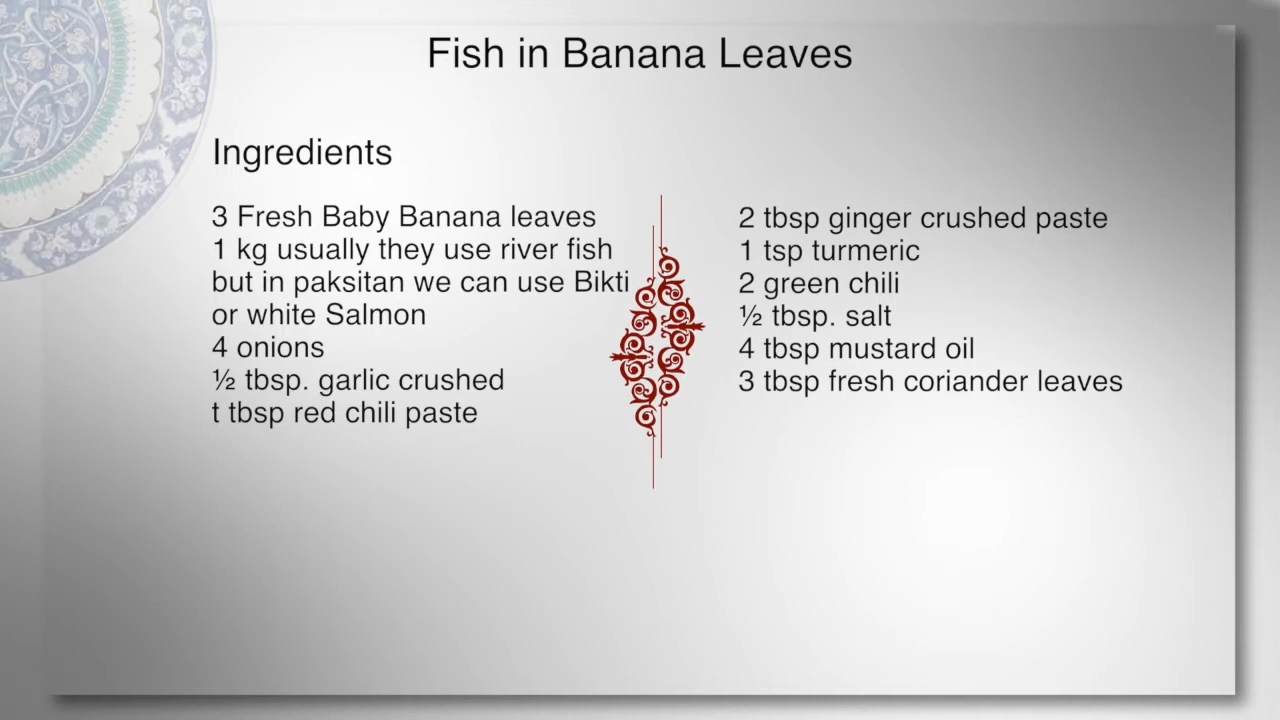 Fish in Banana Leaves
Ingredients
3 Fresh Baby Banana leaves
1 kg usually they use river fish
but in paksitan we can use Bikti
or white Salmon
4 onions
½ tbsp. garlic crushed
t tbsp red chili paste
2 tbsp ginger crushed paste
1 tsp turmeric
2 green chili
½ tbsp. salt
4 tbsp mustard oil
3 tbsp fresh coriander leaves